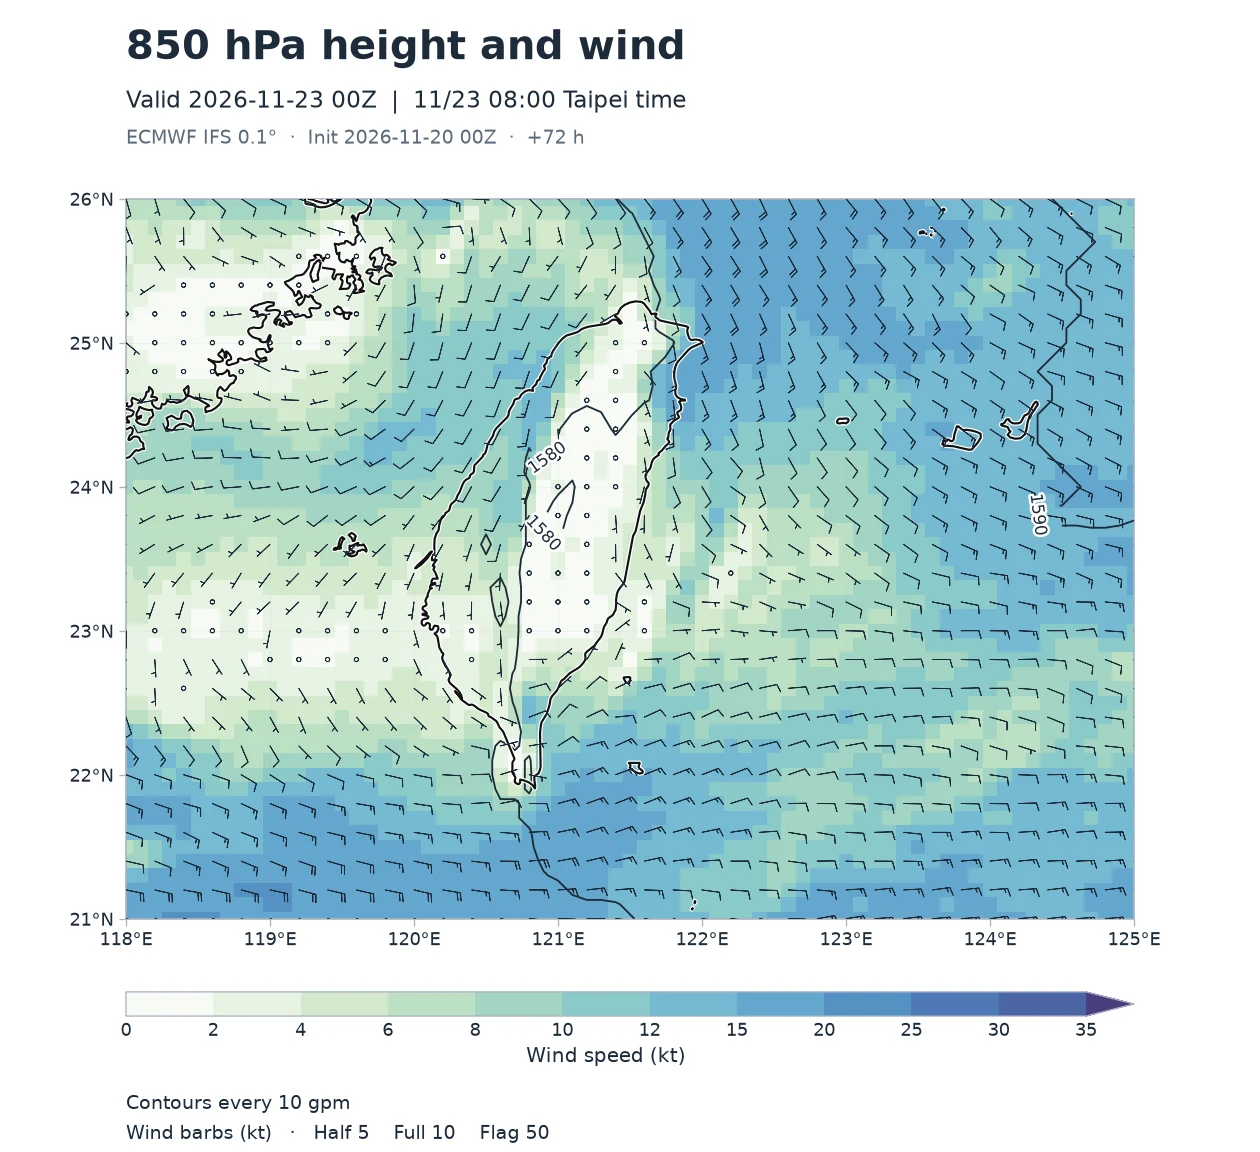 850 hPa height and wind
Valid 2026-11-23 00Z | 11/23 08:00 Taipei time
ECMWF IFS 0.1° · Init 2026-11-20 00Z · +72 h
26°N
25°N
24°N
23°N
22°N
21°N
1580
1580
1590
118°E 119°E 120°E 121°E 122°E 123°E 124°E 125°E
0 2 4 6 8 10 12 15 20 25 30 35
Wind speed (kt)
Contours every 10 gpm
Wind barbs (kt) · Half 5 Full 10 Flag 50